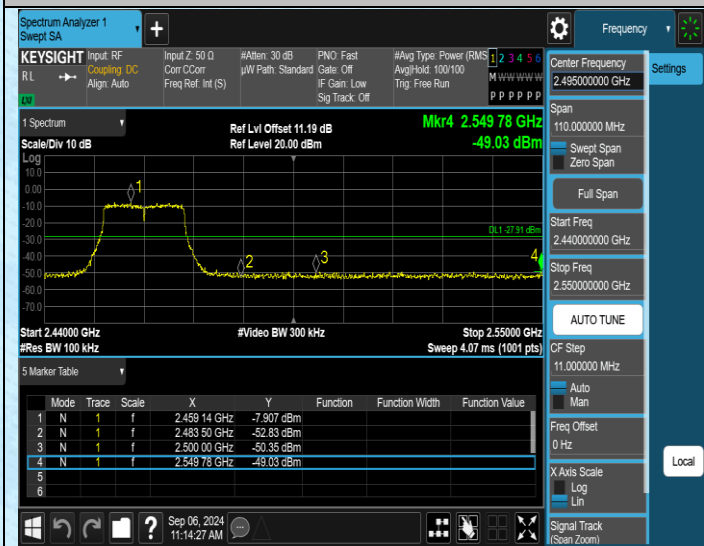 Spectrum Analyzer 1
Swept SA
+
Frequency
KEYSIGHT
RL
LXI
Input: RF
Coupling: DC
Align: Auto
Input Z: 50 Ω
Corr CCorr
Freq Ref: Int (S)
#Atten: 30 dB
µW Path: Standard
PNO: Fast
Gate: Off
IF Gain: Low
Sig Track: Off
#Avg Type: Power (RMS
Avg|Hold: 100/100
Trig: Free Run
1 2 3 4 5 6
M W W W W W
P P P P P P
1 Spectrum
Scale/Div 10 dB
Ref Lvl Offset 11.19 dB
Ref Level 20.00 dBm
Mkr4 2.549 78 GHz
-49.03 dBm
Log
10.0
0.00
-10.0
-20.0
-30.0
-40.0
-50.0
-60.0
-70.0
1
2
3
4
DL1 -27.91 dBm
Start 2.44000 GHz
#Res BW 100 kHz
#Video BW 300 kHz
Stop 2.55000 GHz
Sweep 4.07 ms (1001 pts)
5 Marker Table
Mode Trace Scale X Y Function Function Width Function Value
1 N 1 f 2.459 14 GHz -7.907 dBm
2 N 1 f 2.483 50 GHz -52.83 dBm
3 N 1 f 2.500 00 GHz -50.35 dBm
4 N 1 f 2.549 78 GHz -49.03 dBm
5
6
Sep 06, 2024
11:14:27 AM
?
Center Frequency
2.495000000 GHz
Span
110.000000 MHz
Swept Span
Zero Span
Full Span
Start Freq
2.440000000 GHz
Stop Freq
2.550000000 GHz
AUTO TUNE
CF Step
11.000000 MHz
Auto
Man
Freq Offset
0 Hz
X Axis Scale
Log
Lin
Signal Track
(Span Zoom)
Settings
Local